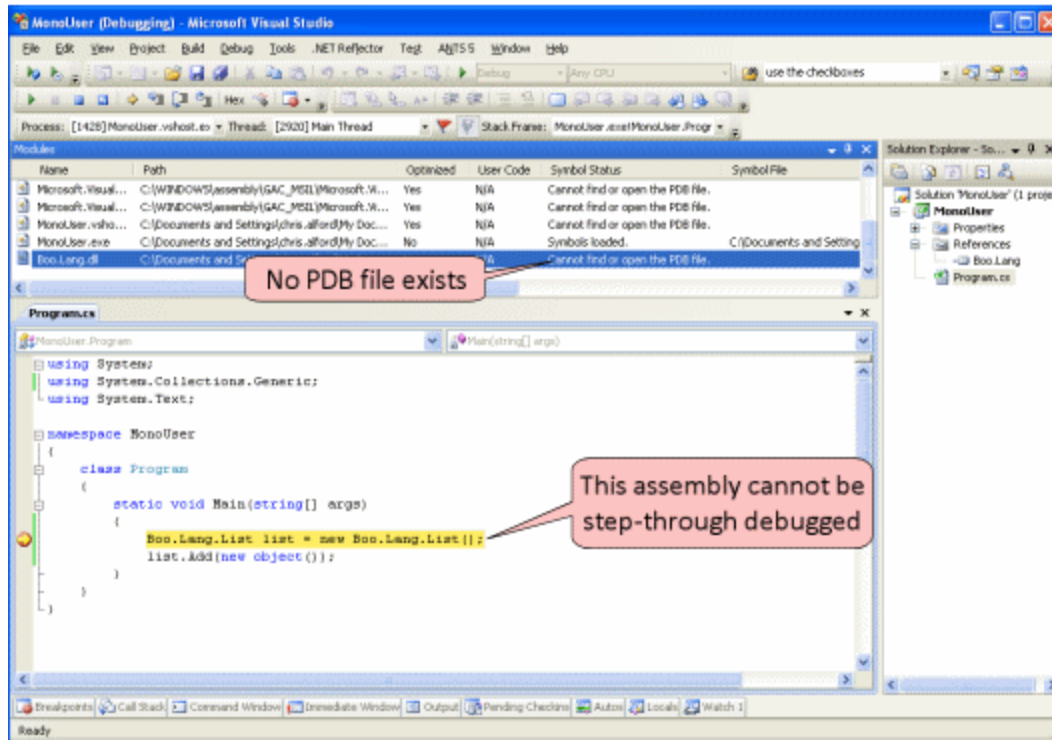 MonoUser (Debugging) - Microsoft Visual Studio
File Edit View Project Build Debug Tools .NET Reflector Test ANTS 5 Window Help
Debug Any CPU use the checkboxes
Hex
Process: [1428] MonoUser.vshost.ex Thread: [2920] Main Thread Stack Frame: MonoUser.exe!MonoUser.Progr
Modules
Name Path Optimized User Code Symbol Status Symbol File
Microsoft.Visual... C:\WINDOWS\assembly\GAC_MSIL\Microsoft.V... Yes N/A Cannot find or open the PDB file.
Microsoft.Visual... C:\WINDOWS\assembly\GAC_MSIL\Microsoft.V... Yes N/A Cannot find or open the PDB file.
MonoUser.vsho... C:\Documents and Settings\chris.alford\My Doc... Yes N/A Cannot find or open the PDB file.
MonoUser.exe C:\Documents and Settings\chris.alford\My Doc... No N/A Symbols loaded. C:\Documents and Setting
Boo.Lang.dll C:\Documents and Se N/A Cannot find or open the PDB file.
No PDB file exists
Solution Explorer - So...
Solution 'MonoUser' (1 proje
MonoUser
Properties
References
Boo.Lang
Program.cs
Program.cs
MonoUser.Program Main(string[] args)
using System;
using System.Collections.Generic;
using System.Text;
namespace MonoUser
{
class Program
{
static void Main(string[] args)
{
Boo.Lang.List list = new Boo.Lang.List();
list.Add(new object());
}
}
}
This assembly cannot be
step-through debugged
Breakpoints Call Stack Command Window Immediate Window Output Pending Checkins Autos Locals Watch 1
Ready